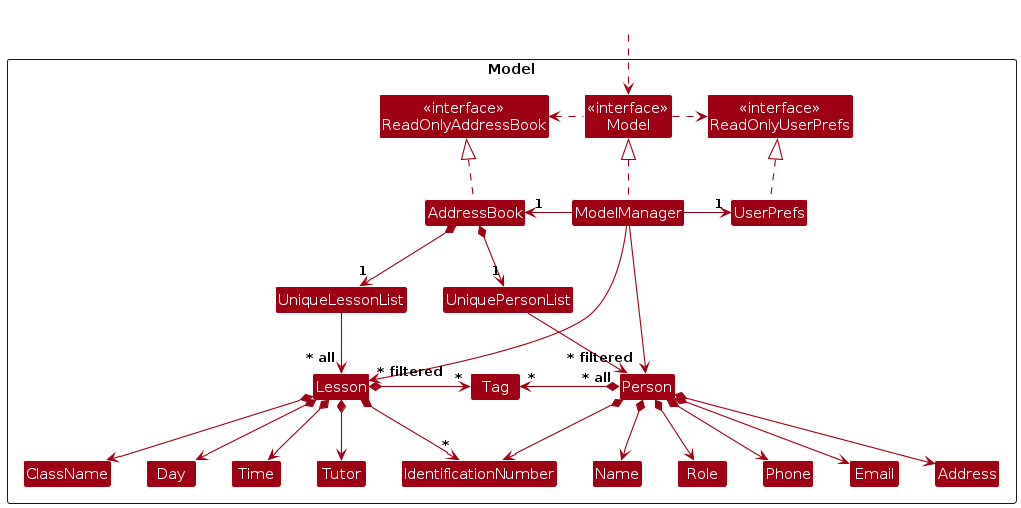 Model
«interface»
ReadOnlyAddressBook
«interface»
Model
«interface»
ReadOnlyUserPrefs
AddressBook
1
ModelManager
1
UserPrefs
1
1
UniqueLessonList
UniquePersonList
* all
* filtered
* filtered
* all
Lesson
*
Tag
*
Person
*
ClassName
Day
Time
Tutor
IdentificationNumber
Name
Role
Phone
Email
Address